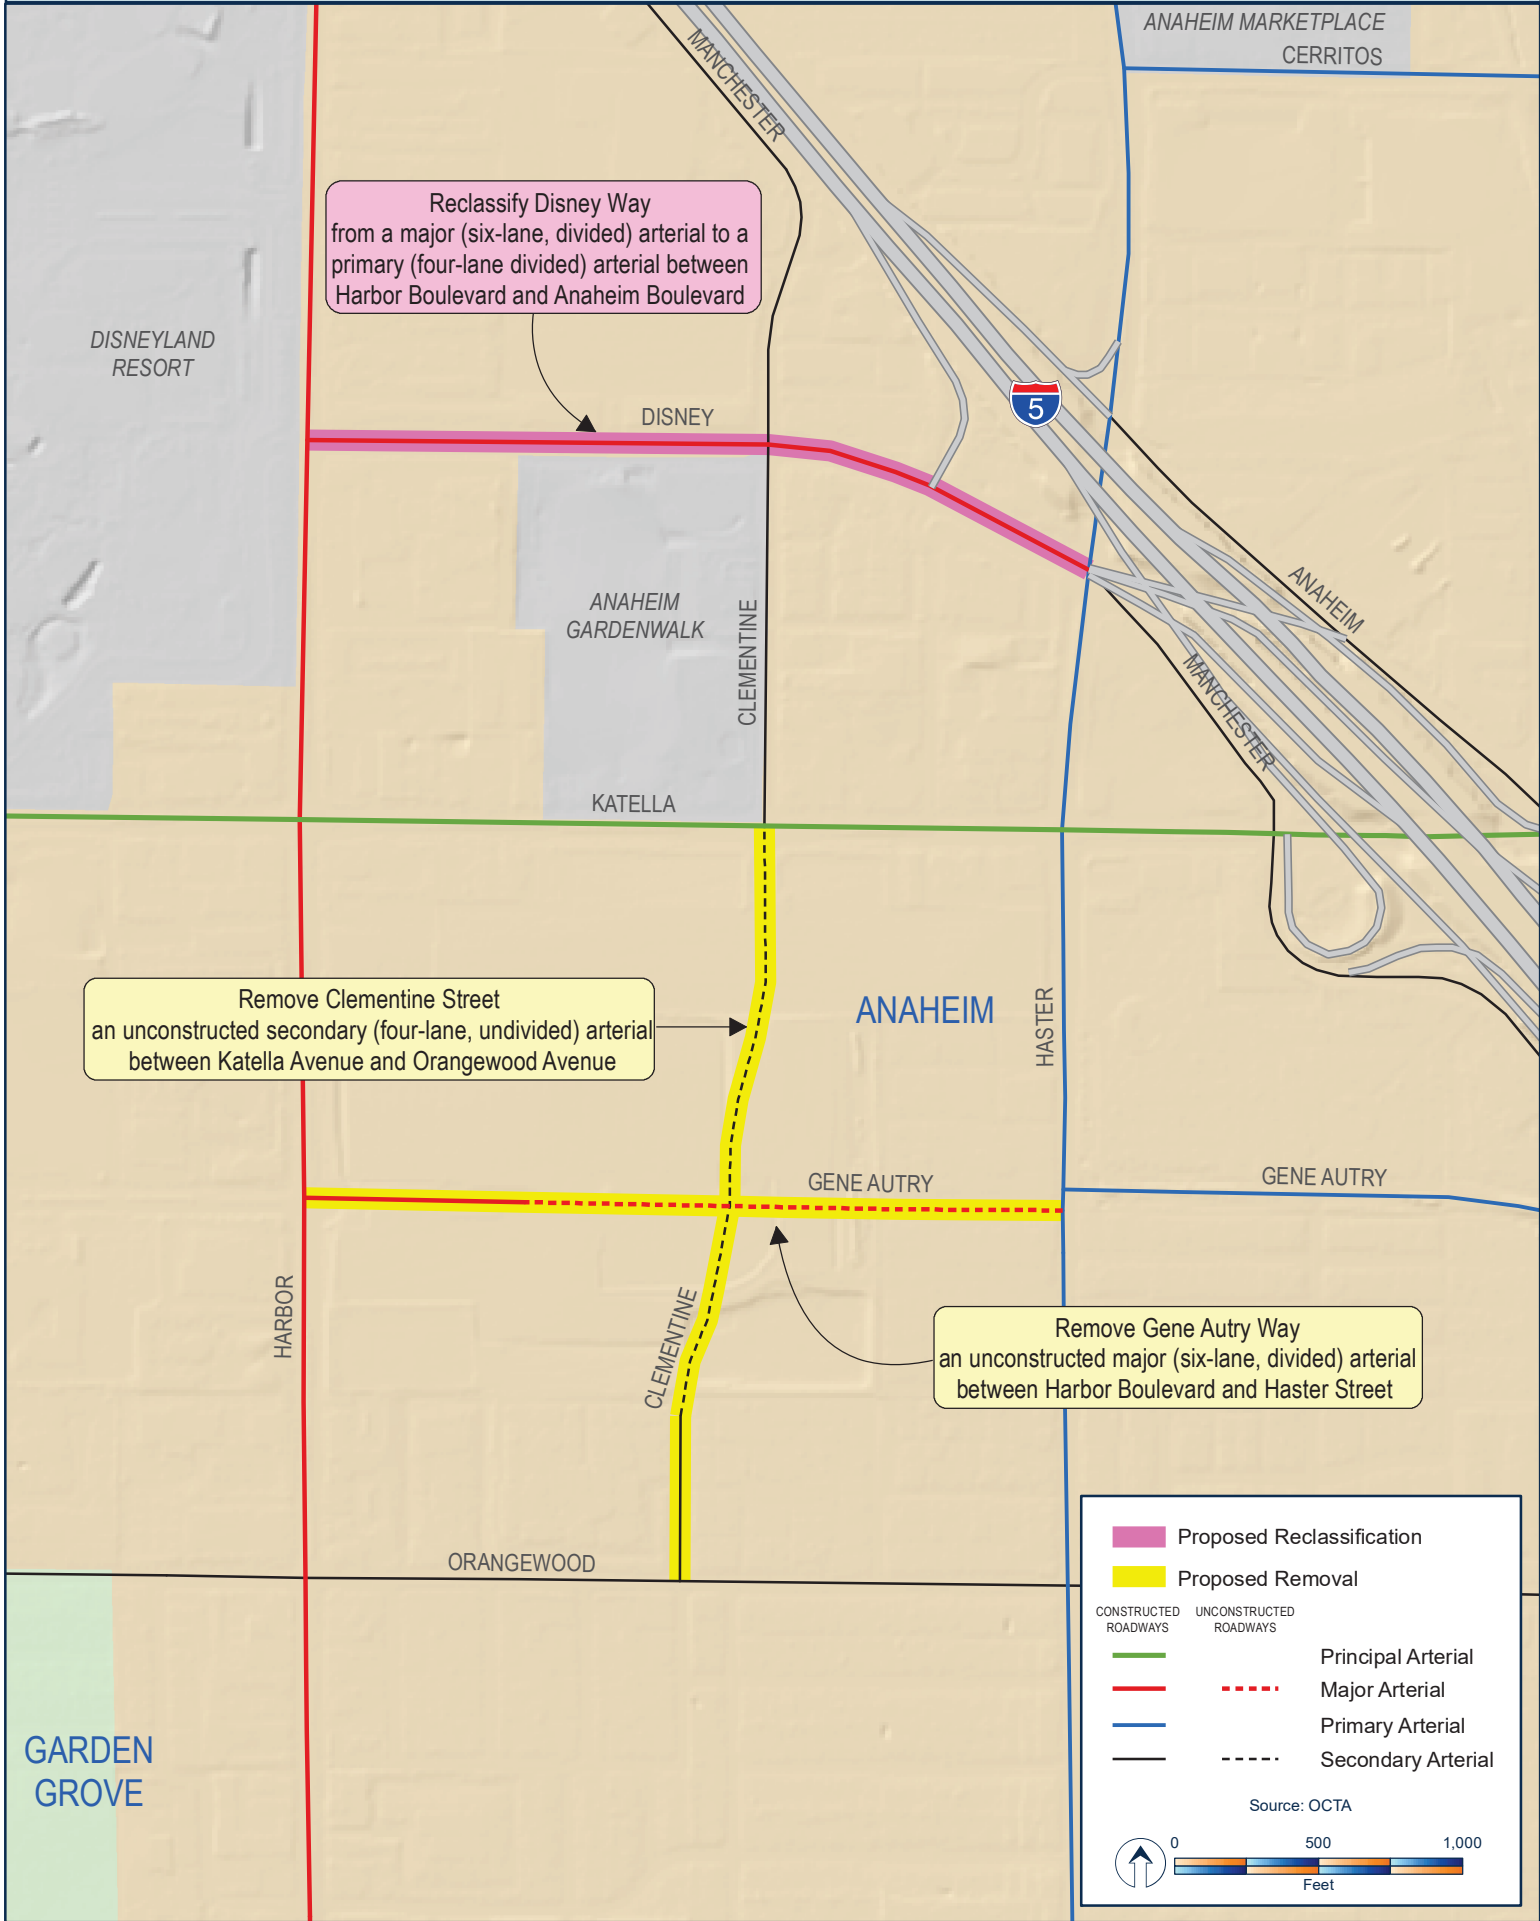 ANAHEIM MARKETPLACE
CERRITOS
MANCHESTER
Reclassify Disney Way
from a major (six-lane, divided) arterial to a
primary (four-lane divided) arterial between
Harbor Boulevard and Anaheim Boulevard
DISNEYLAND
RESORT
5
DISNEY
ANAHEIM
GARDENWALK
CLEMENTINE
ANAHEIM
MANCHESTER
KATELLA
Remove Clementine Street
an unconstructed secondary (four-lane, undivided) arterial
between Katella Avenue and Orangewood Avenue
ANAHEIM
HASTER
GENE AUTRY
GENE AUTRY
HARBOR
CLEMENTINE
Remove Gene Autry Way
an unconstructed major (six-lane, divided) arterial
between Harbor Boulevard and Haster Street
ORANGEWOOD
GARDEN
GROVE
Proposed Reclassification
Proposed Removal
CONSTRUCTED UNCONSTRUCTED
ROADWAYS ROADWAYS
Principal Arterial
Major Arterial
Primary Arterial
Secondary Arterial
Source: OCTA
0 500 1,000
Feet